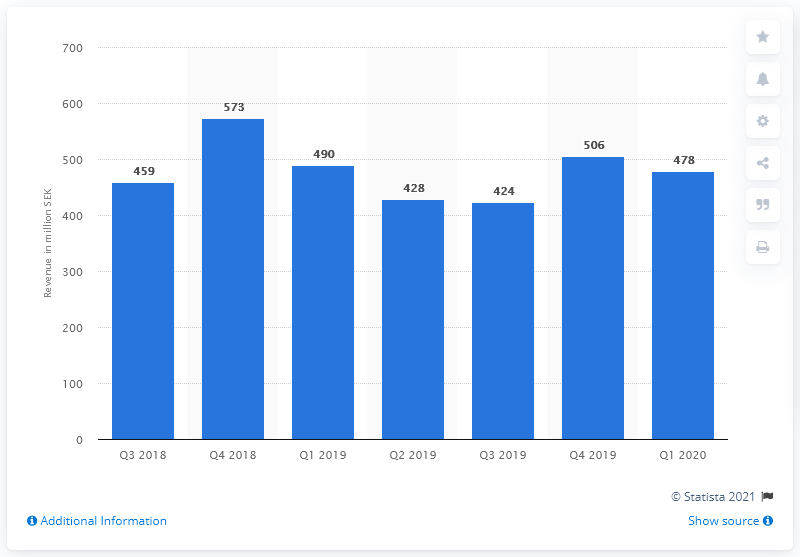 700
600
500
400
300
200
100
0
Revenue in million SEK
459
573
490
428
424
506
478
Q3 2018
Q4 2018
Q1 2019
Q2 2019
Q3 2019
Q4 2019
Q1 2020
© Statista 2021
Additional Information
Show source